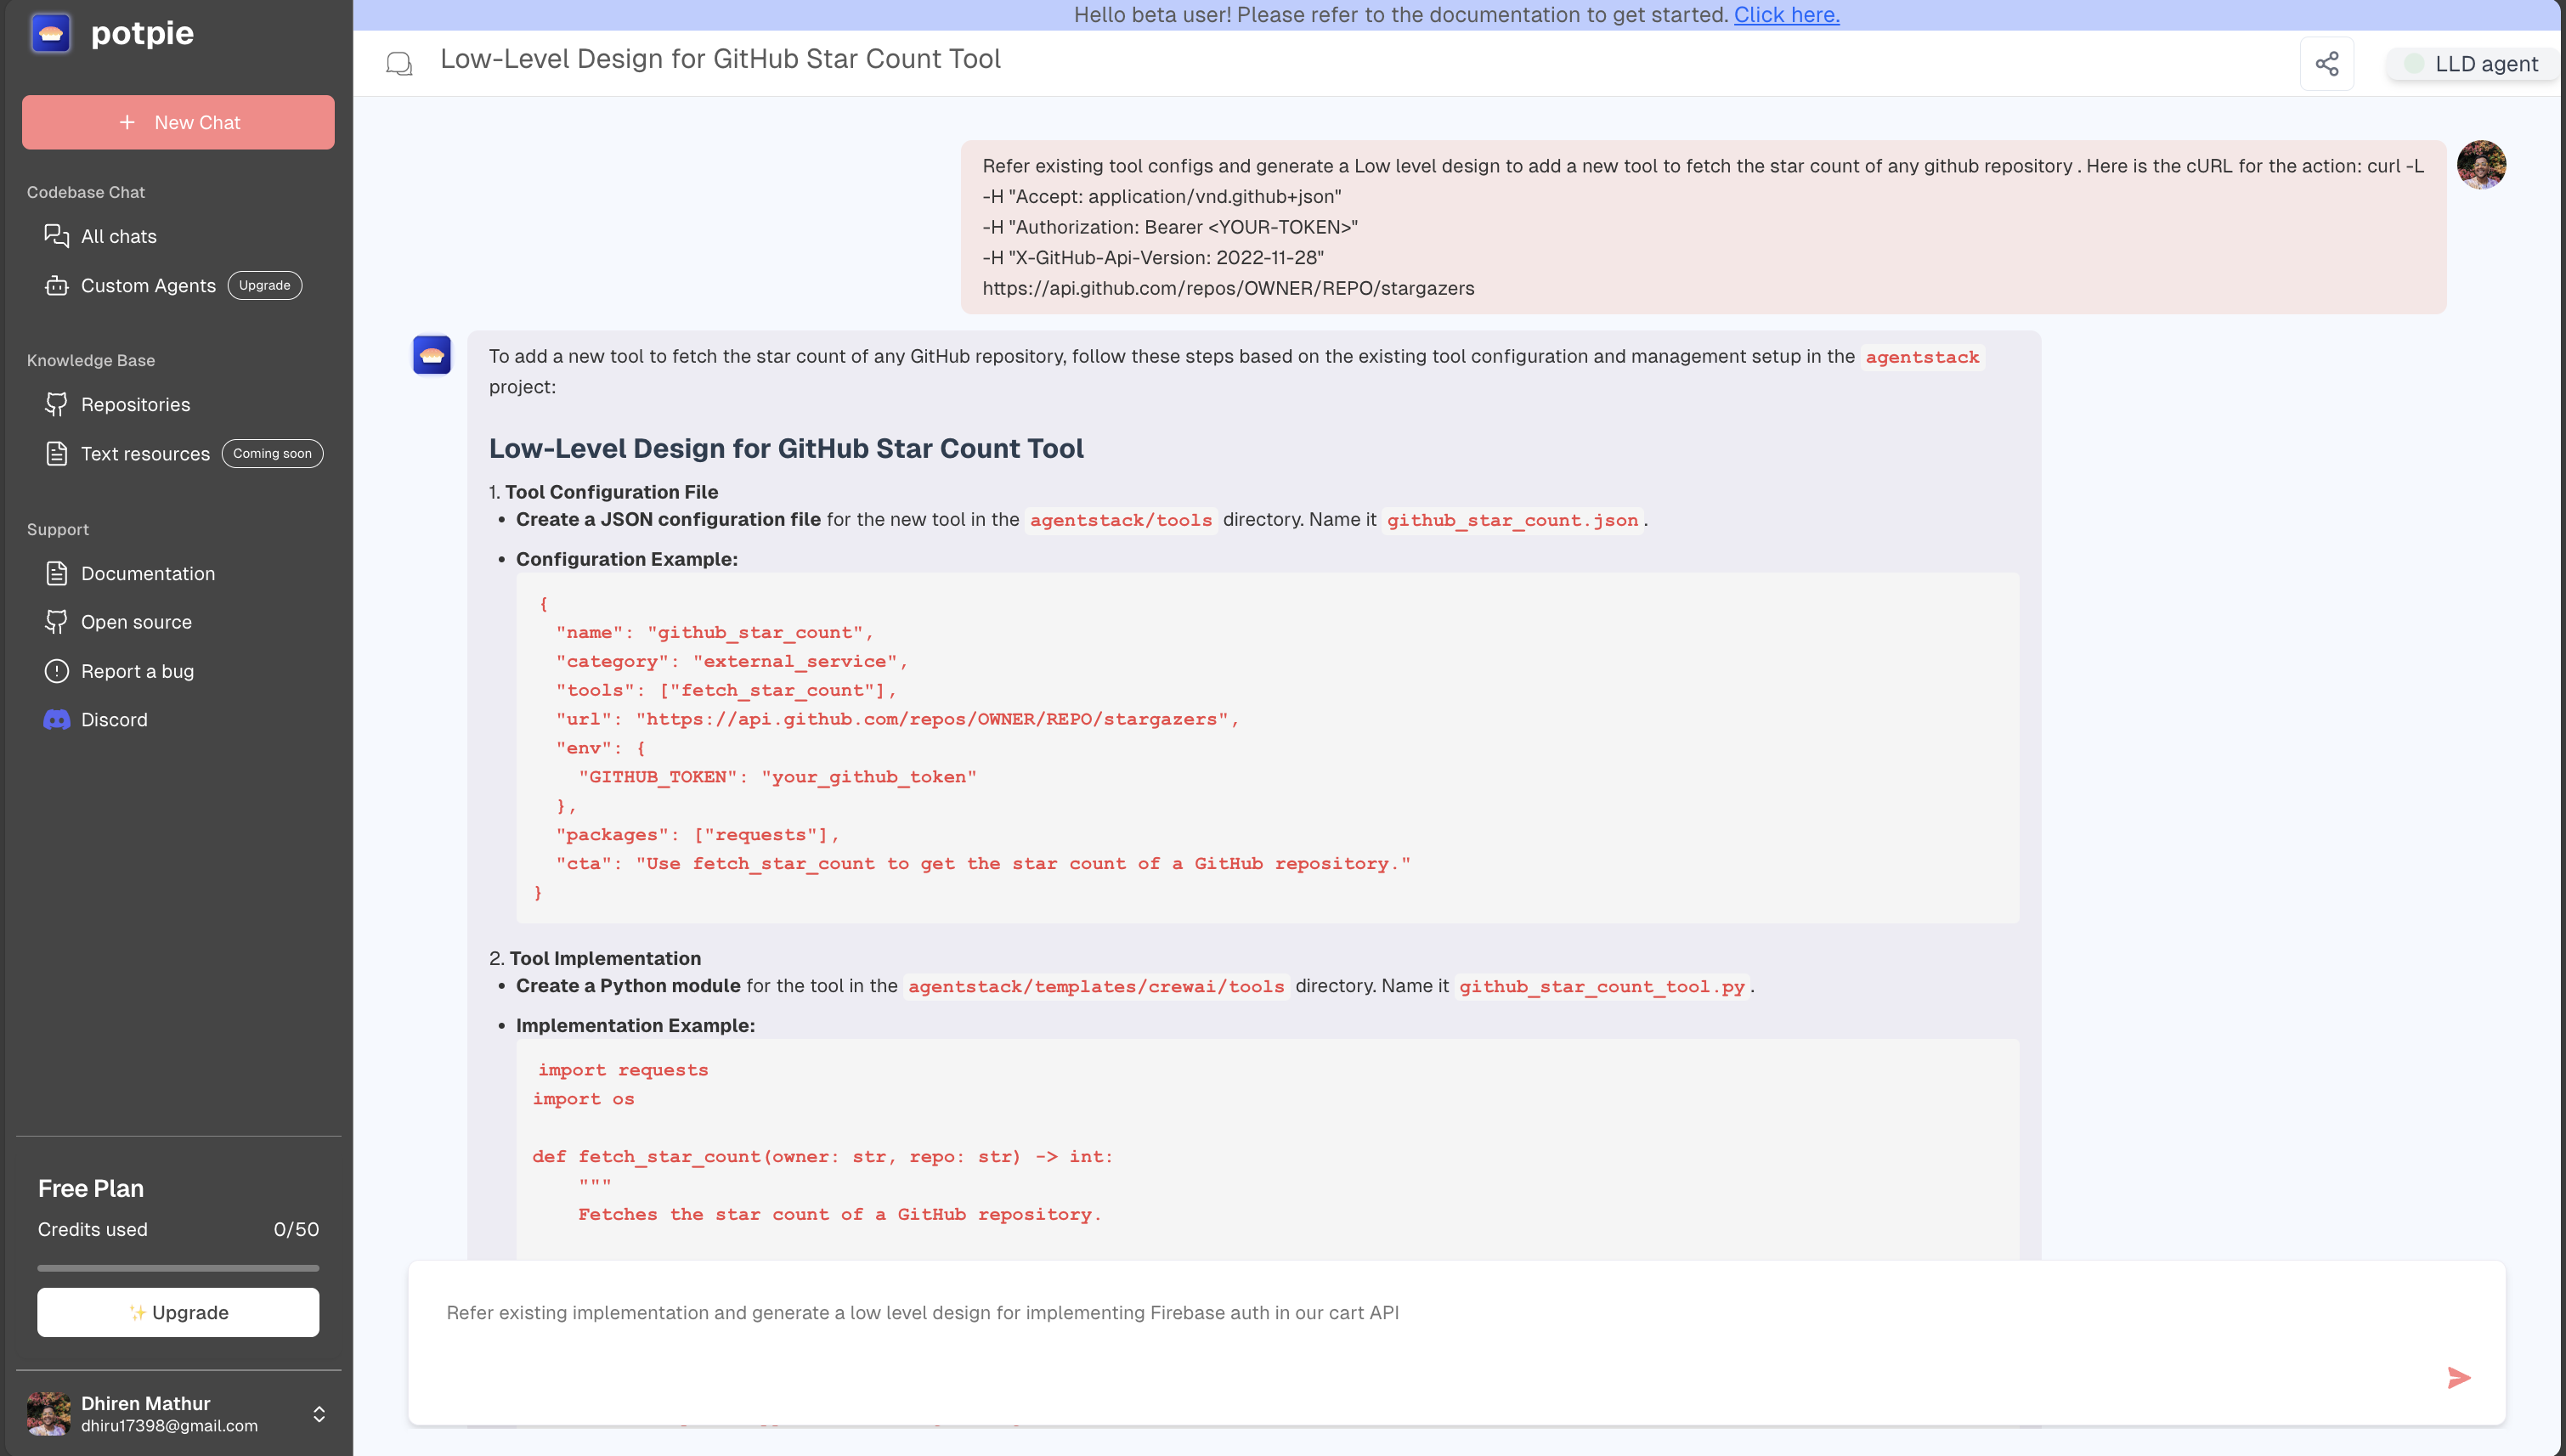 potpie
New Chat
Codebase Chat
All chats
Custom Agents Upgrade
Knowledge Base
Repositories
Text resources Coming soon
Support
Documentation
Open source
Report a bug
Discord
Free Plan
Credits used 0/50
✨ Upgrade
Dhiren Mathur
dhiru17398@gmail.com
Hello beta user! Please refer to the documentation to get started. Click here.
Low-Level Design for GitHub Star Count Tool
LLD agent
Refer existing tool configs and generate a Low level design to add a new tool to fetch the star count of any github repository . Here is the cURL for the action: curl -L
-H "Accept: application/vnd.github+json"
-H "Authorization: Bearer <YOUR-TOKEN>"
-H "X-GitHub-Api-Version: 2022-11-28"
https://api.github.com/repos/OWNER/REPO/stargazers
To add a new tool to fetch the star count of any GitHub repository, follow these steps based on the existing tool configuration and management setup in the agentstack
project:
Low-Level Design for GitHub Star Count Tool
1. Tool Configuration File
• Create a JSON configuration file for the new tool in the agentstack/tools directory. Name it github_star_count.json.
• Configuration Example:
{
"name": "github_star_count",
"category": "external_service",
"tools": ["fetch_star_count"],
"url": "https://api.github.com/repos/OWNER/REPO/stargazers",
"env": {
"GITHUB_TOKEN": "your_github_token"
},
"packages": ["requests"],
"cta": "Use fetch_star_count to get the star count of a GitHub repository."
}
2. Tool Implementation
• Create a Python module for the tool in the agentstack/templates/crewai/tools directory. Name it github_star_count_tool.py.
• Implementation Example:
import requests
import os
def fetch_star_count(owner: str, repo: str) -> int:
"""
Fetches the star count of a GitHub repository.
Refer existing implementation and generate a low level design for implementing Firebase auth in our cart API